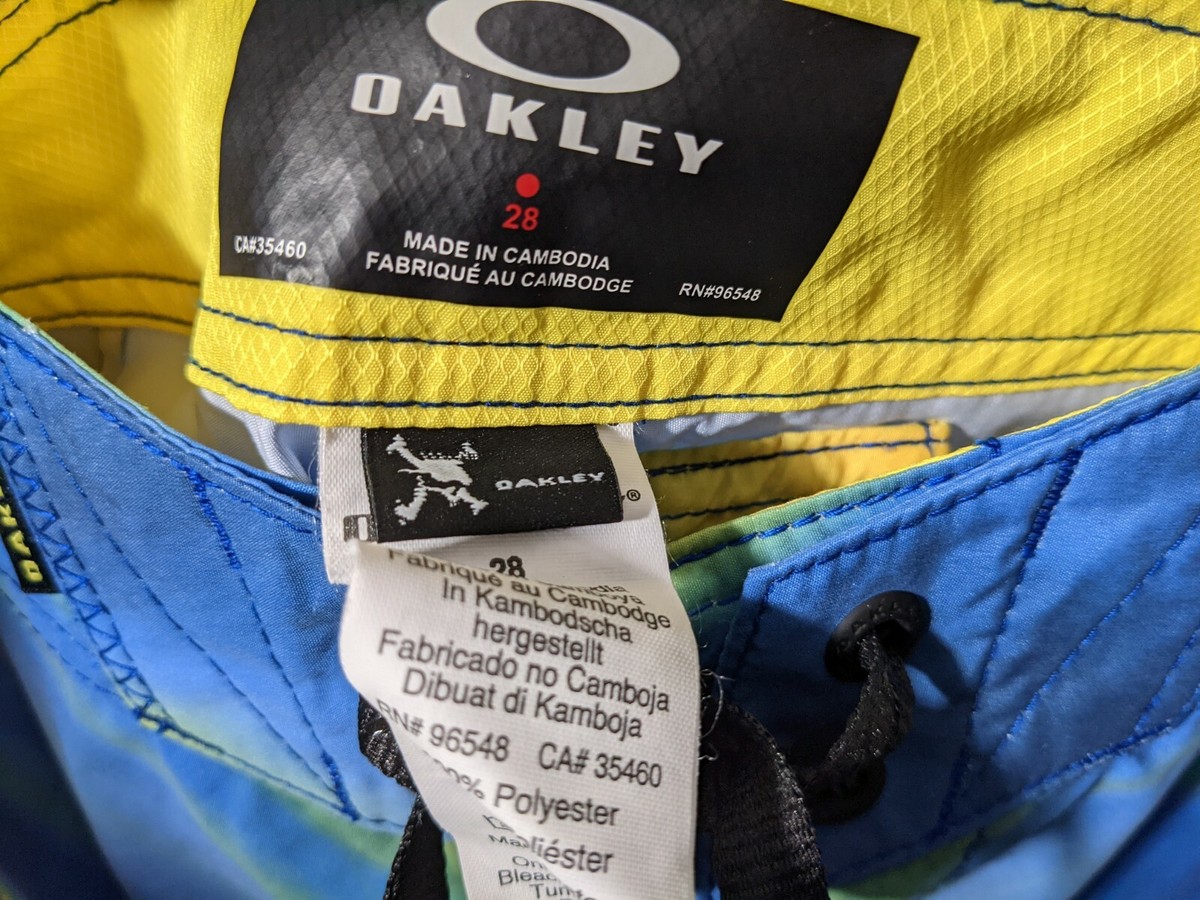 OAKLEY
28
MADE IN CAMBODIA
FABRIQUÉ AU CAMBODGE
CA#35460
RN#96548
OAKLEY
®
28
Fabriqué au Cambodge
In Kambodscha
hergestellt
Fabricado no Camboja
Dibuat di Kamboja
RN# 96548 CA# 35460
Polyester